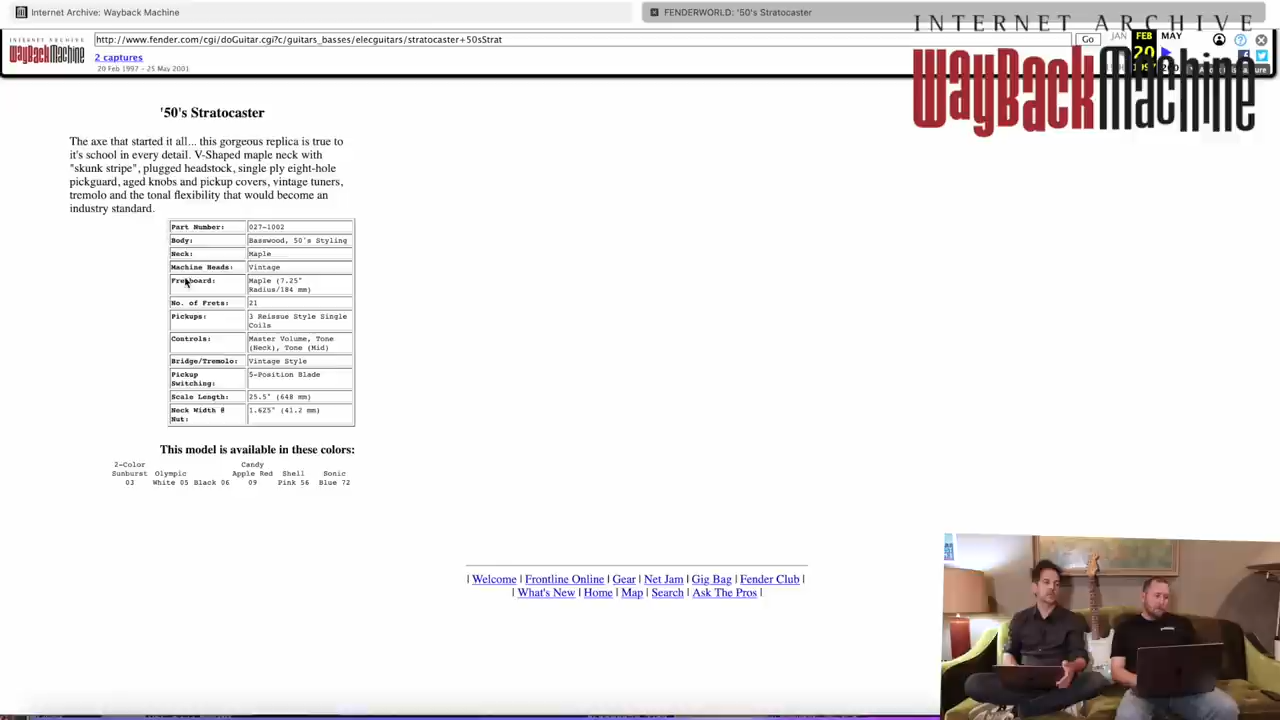 Internet Archive: Wayback Machine
FENDERWORLD: '50's Stratocaster
INTERNET ARCHIVE
WayBackMachine
INTERNET ARCHIVE
WayBackMachine
http://www.fender.com/cgi/doGuitar.cgi?c/guitars_basses/elecguitars/stratocaster+50sStrat
Go
JAN FEB MAY
2 captures
20
20 Feb 1997 - 25 May 2001
1997
'50's Stratocaster
The axe that started it all... this gorgeous replica is true to
it's school in every detail. V-Shaped maple neck with
"skunk stripe", plugged headstock, single ply eight-hole
pickguard, aged knobs and pickup covers, vintage tuners,
tremolo and the tonal flexibility that would become an
industry standard.
Part Number: 027-1002
Body: Basswood, 50's Styling
Neck: Maple
Machine Heads: Vintage
Fretboard: Maple (7.25"
Radius/184 mm)
No. of Frets: 21
Pickups: 3 Reissue Style Single
Coils
Controls: Master Volume, Tone
(Neck), Tone (Mid)
Bridge/Tremolo: Vintage Style
Pickup 5-Position Blade
Switching:
Scale Length: 25.5" (648 mm)
Neck Width @ 1.625" (41.2 mm)
Nut:
This model is available in these colors:
2-Color Candy
Sunburst Olympic Apple Red Shell Sonic
03 White 05 Black 06 09 Pink 56 Blue 72
| Welcome | Frontline Online | Gear | Net Jam | Gig Bag | Fender Club |
| What's New | Home | Map | Search | Ask The Pros |